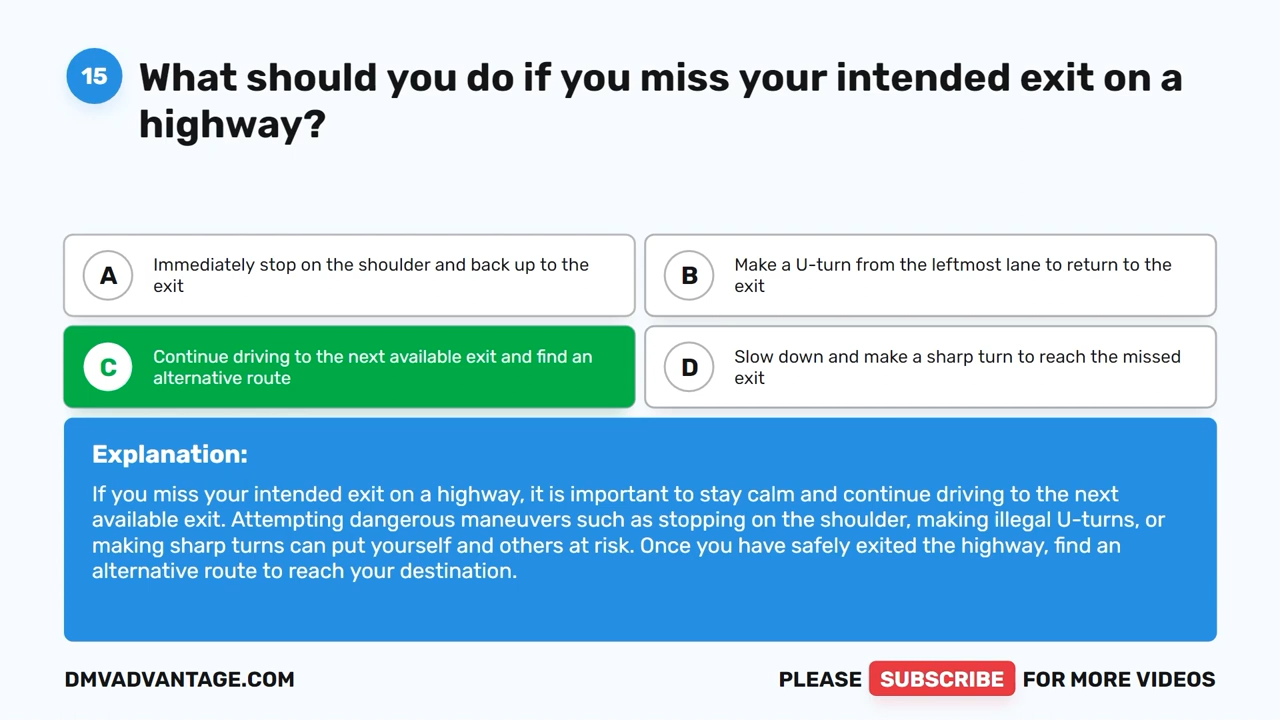 15
What should you do if you miss your intended exit on a
highway?
A
Immediately stop on the shoulder and back up to the
exit
B
Make a U-turn from the leftmost lane to return to the
exit
C
Continue driving to the next available exit and find an
alternative route
D
Slow down and make a sharp turn to reach the missed
exit
Explanation:
If you miss your intended exit on a highway, it is important to stay calm and continue driving to the next
available exit. Attempting dangerous maneuvers such as stopping on the shoulder, making illegal U-turns, or
making sharp turns can put yourself and others at risk. Once you have safely exited the highway, find an
alternative route to reach your destination.
DMVADVANTAGE.COM
PLEASE SUBSCRIBE FOR MORE VIDEOS